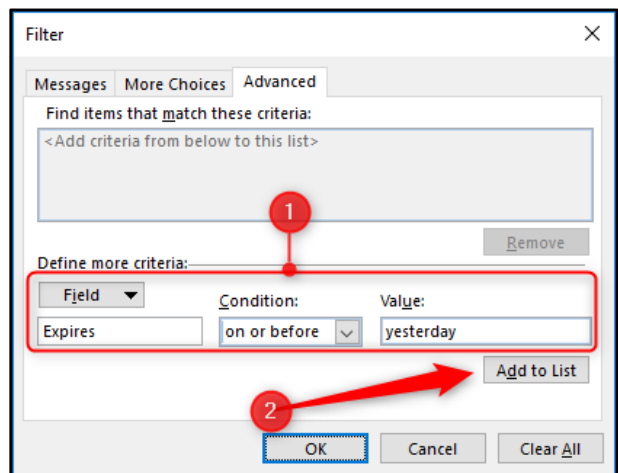 Filter
Messages More Choices Advanced
Find items that match these criteria:
<Add criteria from below to this list>
1
Remove
Define more criteria:
Field Condition: Value:
Expires on or before yesterday
Add to List
2
OK Cancel Clear All